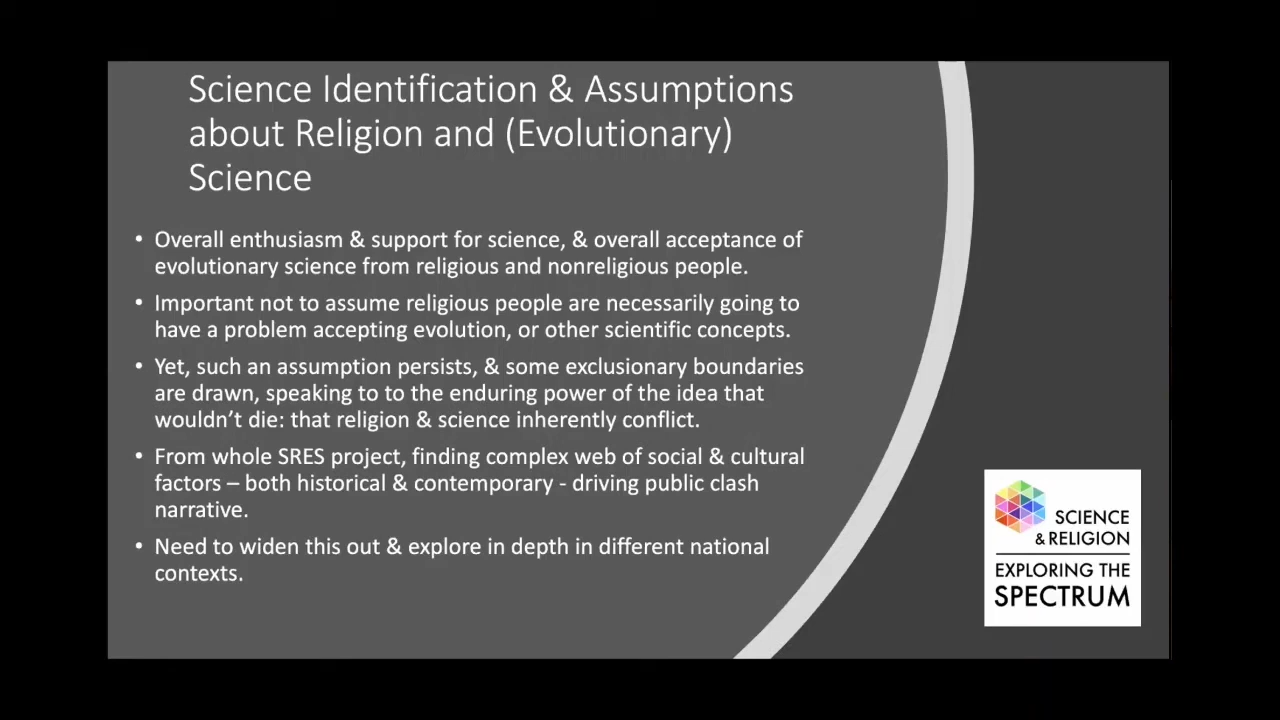 Science Identification & Assumptions
about Religion and (Evolutionary)
Science
• Overall enthusiasm & support for science, & overall acceptance of
evolutionary science from religious and nonreligious people.
• Important not to assume religious people are necessarily going to
have a problem accepting evolution, or other scientific concepts.
• Yet, such an assumption persists, & some exclusionary boundaries
are drawn, speaking to to the enduring power of the idea that
wouldn’t die: that religion & science inherently conflict.
• From whole SRES project, finding complex web of social & cultural
factors – both historical & contemporary - driving public clash
narrative.
• Need to widen this out & explore in depth in different national
contexts.
SCIENCE
& RELIGION
EXPLORING THE
SPECTRUM